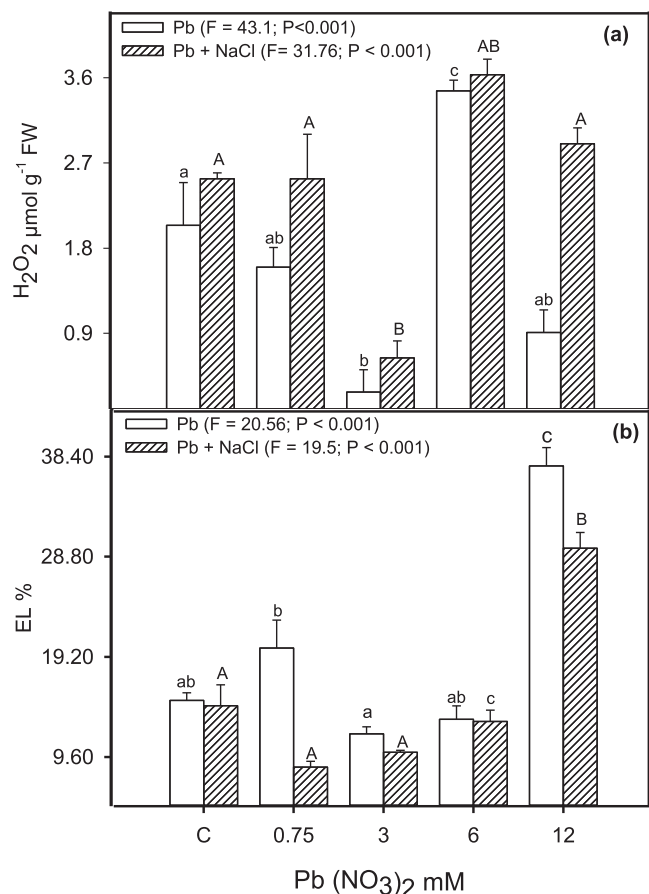 Pb (F = 43.1; P<0.001)
Pb + NaCl (F= 31.76; P < 0.001)
(a)
H₂O₂ µmol g⁻¹ FW
3.6
2.7
1.8
0.9
a
A
ab
A
b
B
c
AB
ab
A
Pb (F = 20.56; P < 0.001)
Pb + NaCl (F = 19.5; P < 0.001)
(b)
EL %
38.40
28.80
19.20
9.60
ab
A
b
A
a
A
ab
c
C
B
C
0.75
3
6
12
Pb (NO₃)₂ mM